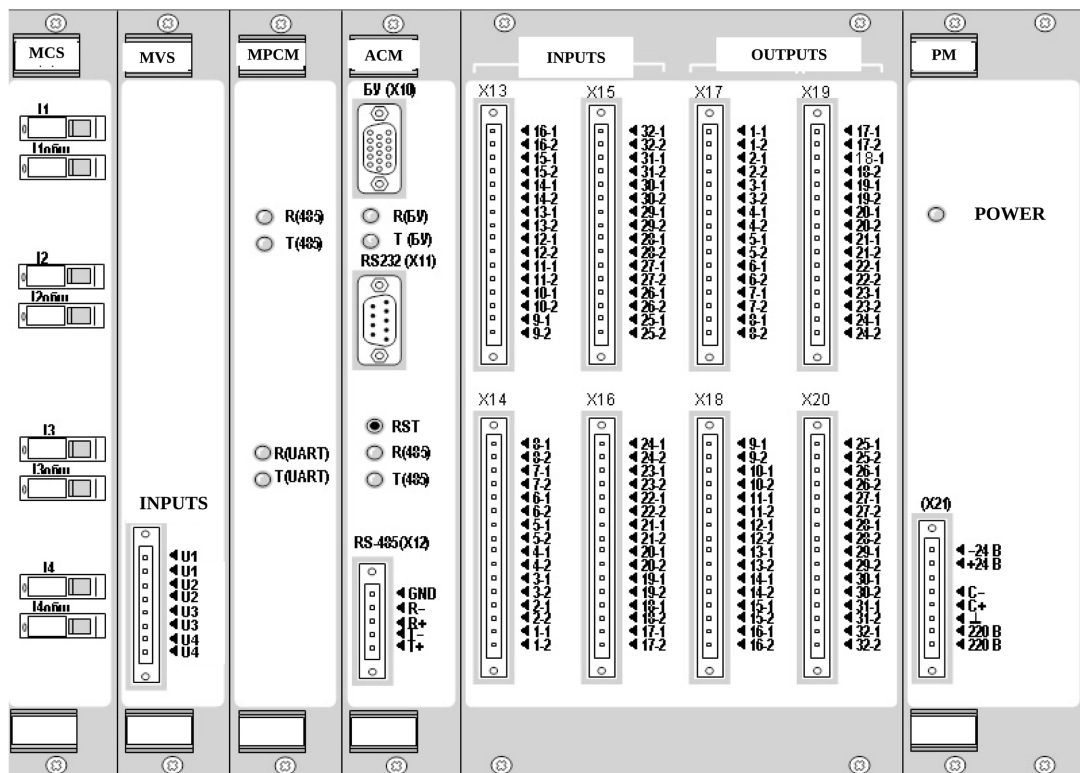 MCS
I1
I1общ
I2
I2общ
I3
I3общ
I4
I4общ
MVS
INPUTS
U1
U1
U2
U2
U3
U3
U4
U4
MPCM
R(485)
T(485)
R(UART)
T(UART)
ACM
БУ (X10)
R(БУ)
T (БУ)
RS232 (X11)
RST
R(485)
T(485)
RS-485(X12)
GND
R-
R+
T-
T+
INPUTS
X13
16-1
16-2
15-1
15-2
14-1
14-2
13-1
13-2
12-1
12-2
11-1
11-2
10-1
10-2
9-1
9-2
X15
32-1
32-2
31-1
31-2
30-1
30-2
29-1
29-2
28-1
28-2
27-1
27-2
26-1
26-2
25-1
25-2
OUTPUTS
X17
1-1
1-2
2-1
2-2
3-1
3-2
4-1
4-2
5-1
5-2
6-1
6-2
7-1
7-2
8-1
8-2
X19
17-1
17-2
18-1
18-2
19-1
19-2
20-1
20-2
21-1
21-2
22-1
22-2
23-1
23-2
24-1
24-2
X14
8-1
8-2
7-1
7-2
6-1
6-2
5-1
5-2
4-1
4-2
3-1
3-2
2-1
2-2
1-1
1-2
X16
24-1
24-2
23-1
23-2
22-1
22-2
21-1
21-2
20-1
20-2
19-1
19-2
18-1
18-2
17-1
17-2
X18
9-1
9-2
10-1
10-2
11-1
11-2
12-1
12-2
13-1
13-2
14-1
14-2
15-1
15-2
16-1
16-2
X20
25-1
25-2
26-1
26-2
27-1
27-2
28-1
28-2
29-1
29-2
30-1
30-2
31-1
31-2
32-1
32-2
PM
POWER
(X21)
-24 В
+24 В
C-
C+
⊥
220 В
220 В